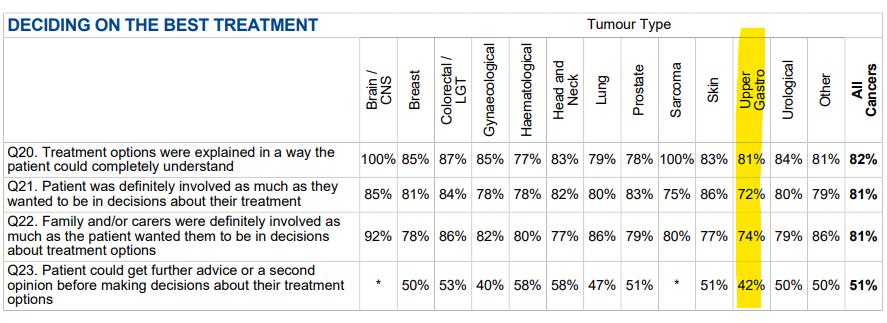 DECIDING ON THE BEST TREATMENT Tumour Type
Brain / CNS Breast Colorectal / LGT Gynaecological Haematological Head and Neck Lung Prostate Sarcoma Skin Upper Gastro Urological Other All Cancers
Q20. Treatment options were explained in a way the
patient could completely understand
100% 85% 87% 85% 77% 83% 79% 78% 100% 83% 81% 84% 81% 82%
Q21. Patient was definitely involved as much as they
wanted to be in decisions about their treatment
85% 81% 84% 78% 78% 82% 80% 83% 75% 86% 72% 80% 79% 81%
Q22. Family and/or carers were definitely involved as
much as the patient wanted them to be in decisions
about treatment options
92% 78% 86% 82% 80% 77% 86% 79% 80% 77% 74% 79% 86% 81%
Q23. Patient could get further advice or a second
opinion before making decisions about their treatment
options
* 50% 53% 40% 58% 58% 47% 51% * 51% 42% 50% 50% 51%